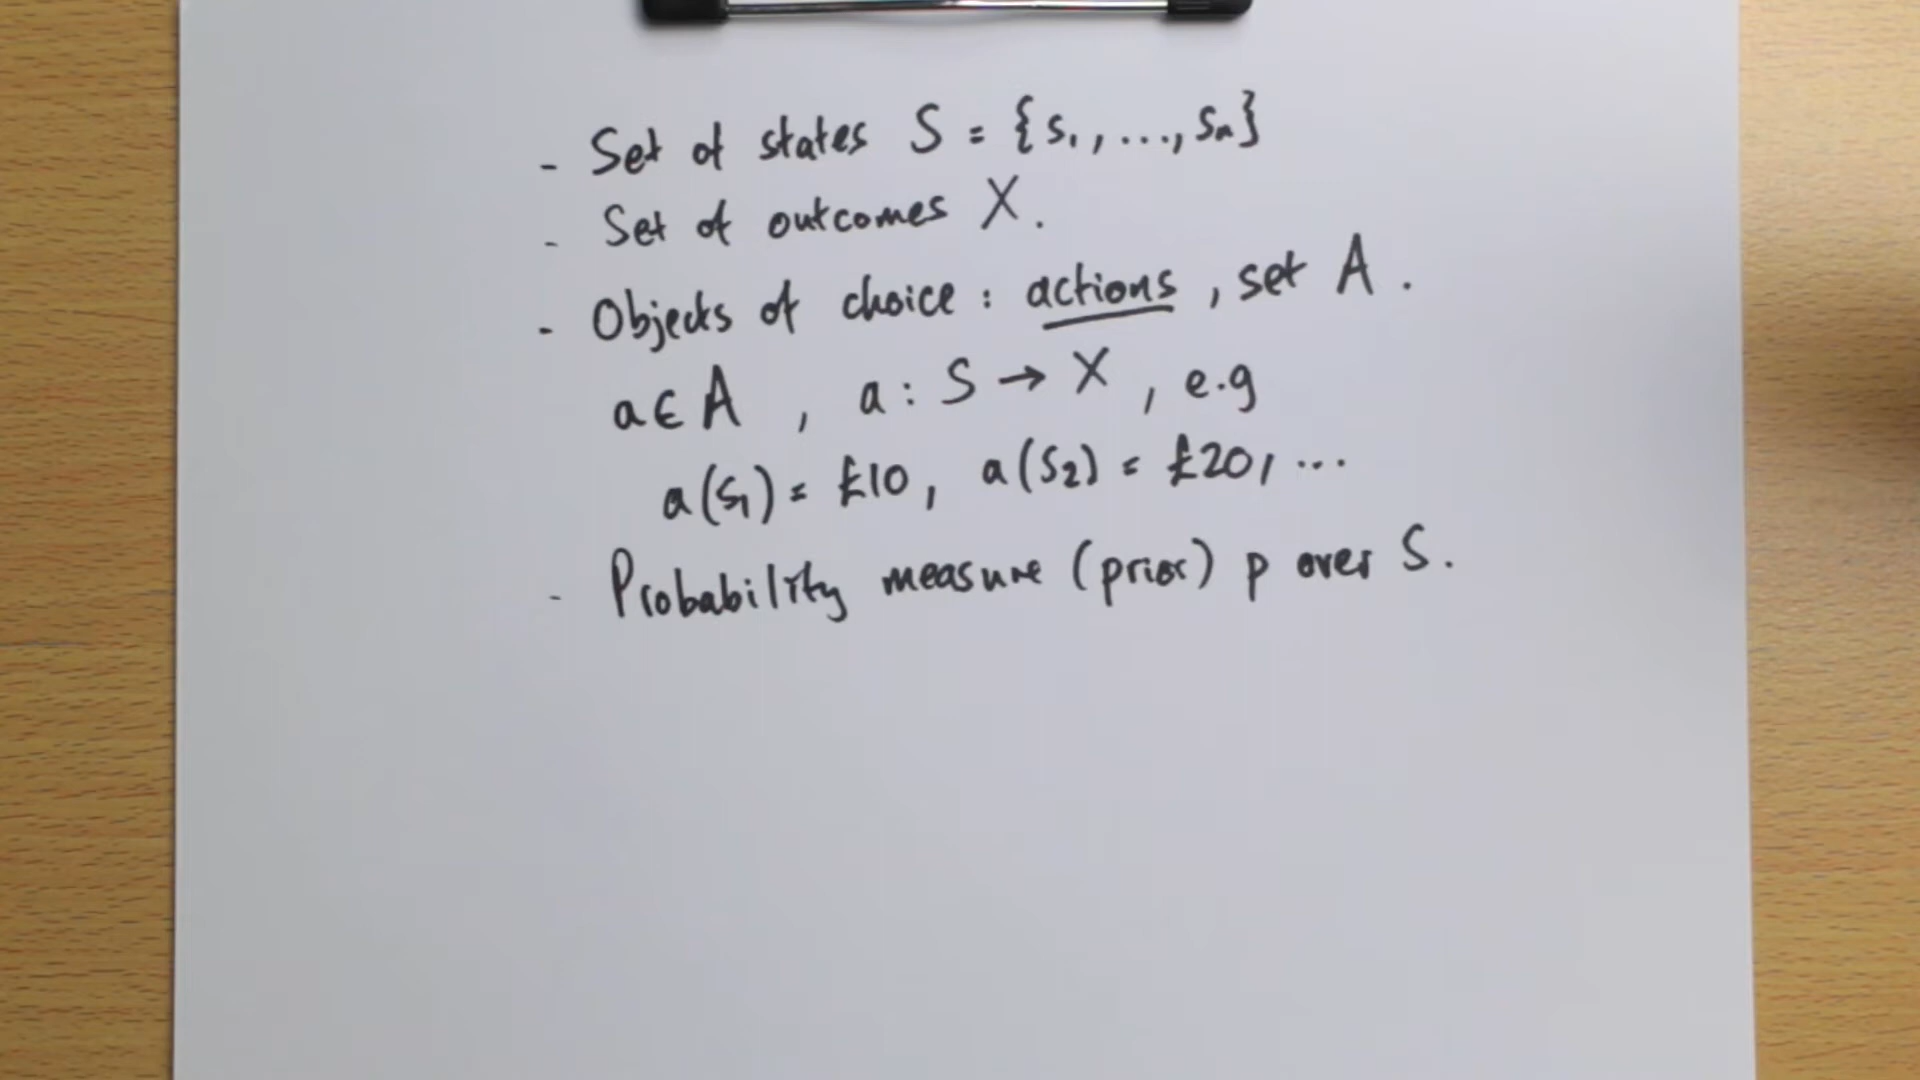 - Set of states S = {s₁, ..., sₙ}
- Set of outcomes X.
- Objects of choice : actions, set A.
a ∈ A , a : S → X , e.g
a(s₁) = £10, a(s₂) = £20, ...
- Probability measure (prior) p over S.